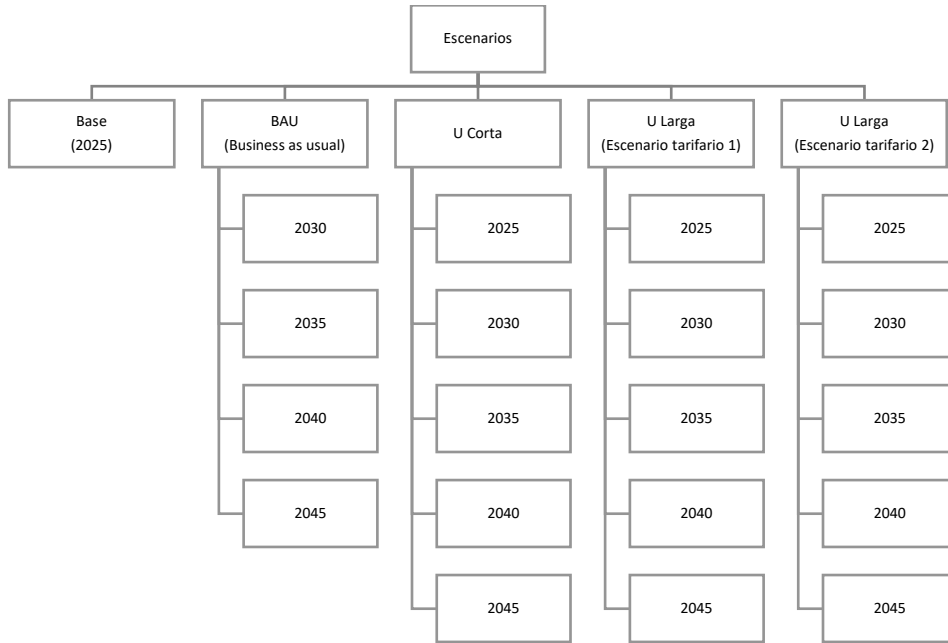 Escenarios
Base
(2025)
BAU
(Business as usual)
U Corta
U Larga
(Escenario tarifario 1)
U Larga
(Escenario tarifario 2)
2030
2035
2040
2045
2025
2030
2035
2040
2045
2025
2030
2035
2040
2045
2025
2030
2035
2040
2045